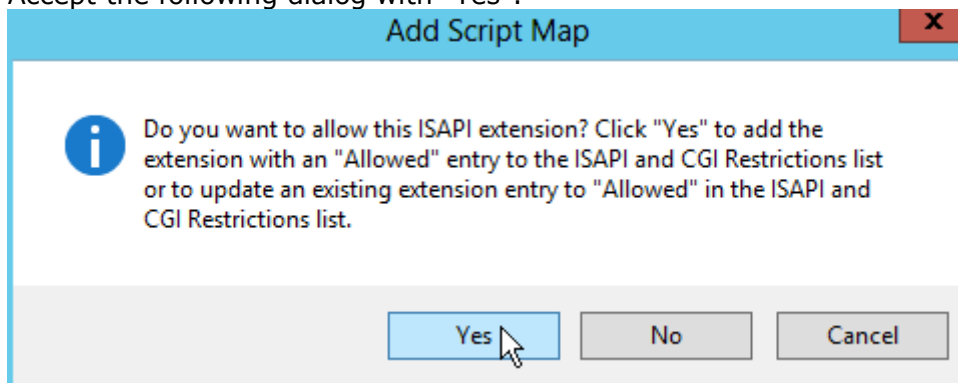 Accept the following dialog with "Yes".
Add Script Map
x
Do you want to allow this ISAPI extension? Click "Yes" to add the
extension with an "Allowed" entry to the ISAPI and CGI Restrictions list
or to update an existing extension entry to "Allowed" in the ISAPI and
CGI Restrictions list.
Yes No Cancel